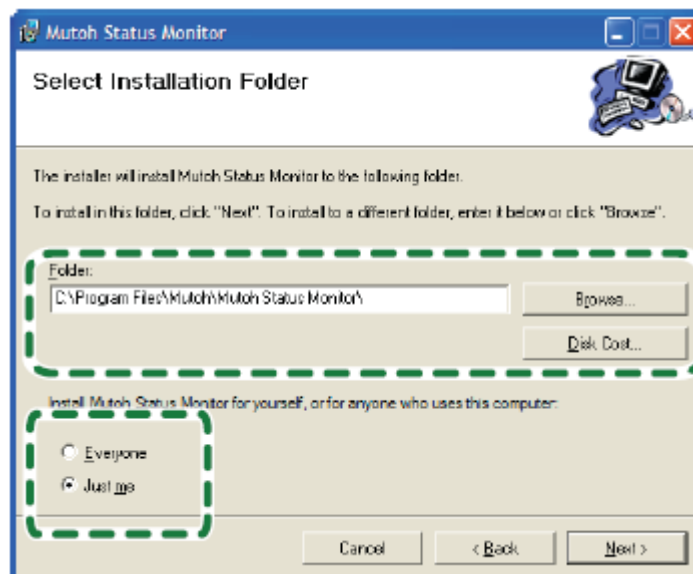 Mutoh Status Monitor
Select Installation Folder
The installer will install Mutoh Status Monitor to the following folder.
To install in this folder, click "Next". To install to a different folder, enter it below or click "Browse".
Folder:
C:\Program Files\Mutoh\Mutoh Status Monitor\
Browse...
Disk Cost...
Install Mutoh Status Monitor for yourself, or for anyone who uses this computer:
Everyone
Just me
Cancel
< Back
Next >